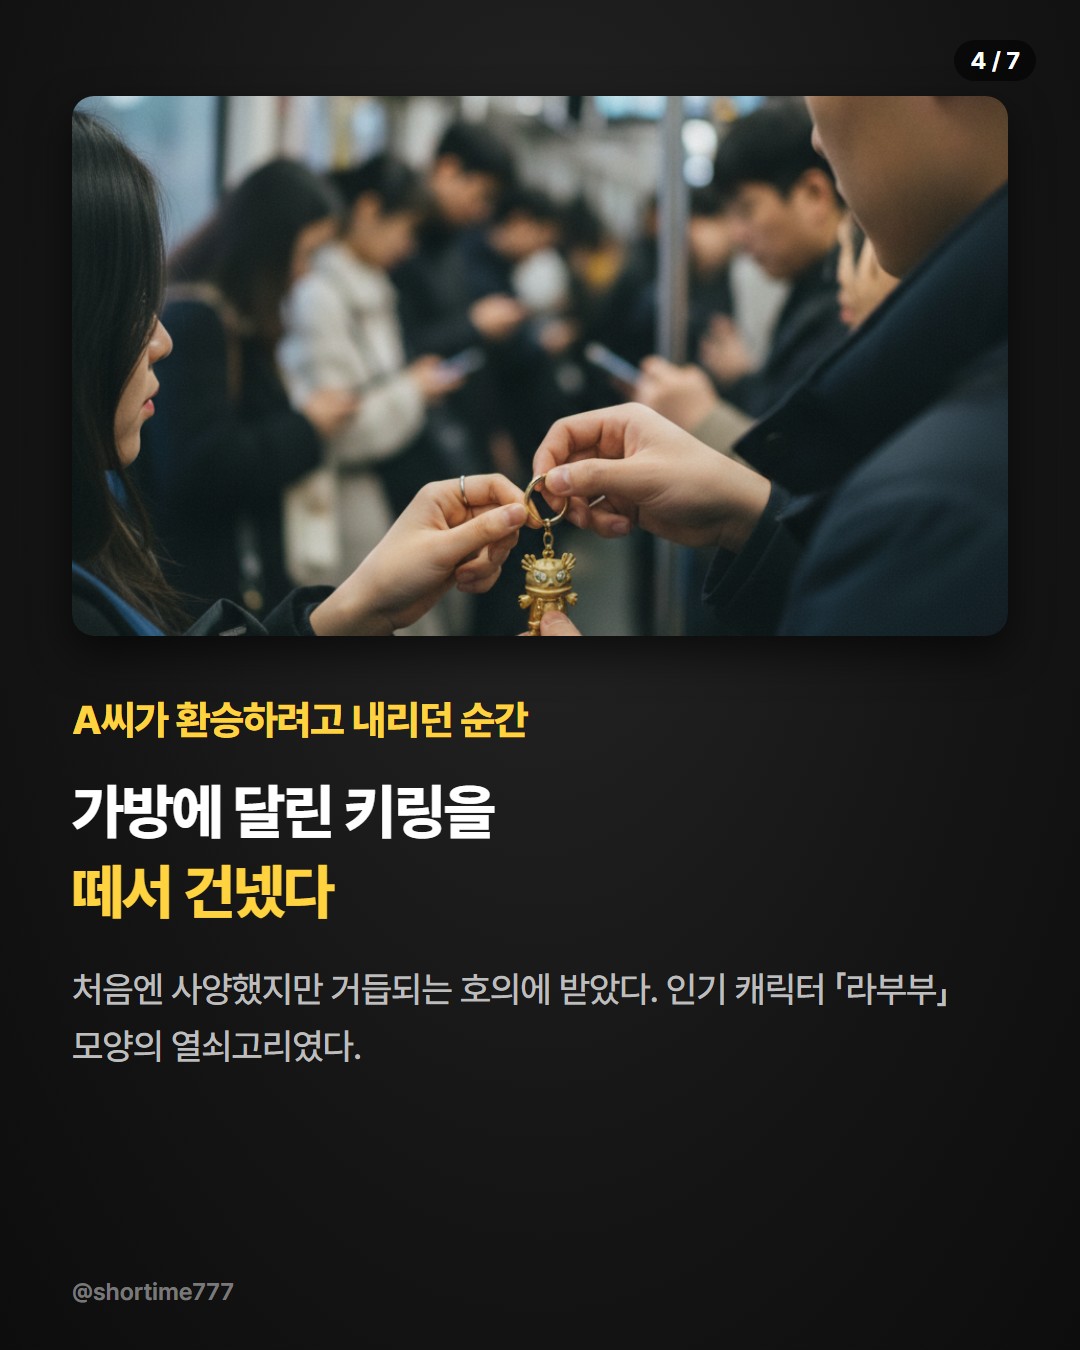 4 / 7
A씨가 환승하려고 내리던 순간
가방에 달린 키링을
떼서 건넸다
처음엔 사양했지만 거듭되는 호의에 받았다. 인기 캐릭터 「라부부」
모양의 열쇠고리였다.
@shortime777